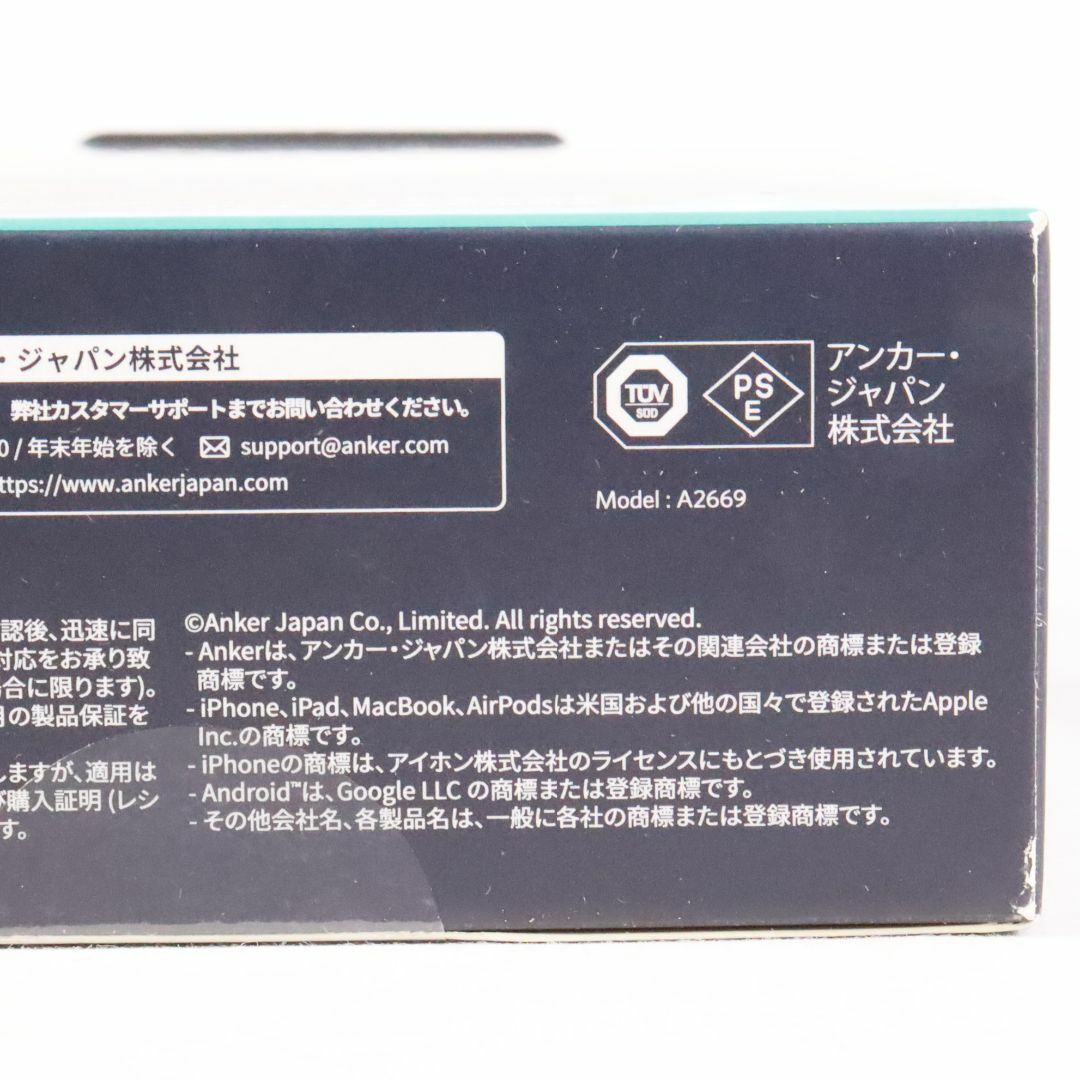 ・ジャパン株式会社
弊社カスタマーサポートまでお問い合わせください。
0 / 年末年始を除く support@anker.com
ttps://www.ankerjapan.com
TÜV
SÜD
PS
E
アンカー・
ジャパン
株式会社
Model : A2669
認後、迅速に同
対応をお承り致
場合に限ります)。
の製品保証を
しますが、適用は
購入証明 (レシ
す。
©Anker Japan Co., Limited. All rights reserved.
- Ankerは、アンカー・ジャパン株式会社またはその関連会社の商標または登録
商標です。
- iPhone、iPad、MacBook、AirPodsは米国および他の国々で登録されたApple
Inc.の商標です。
- iPhoneの商標は、アイホン株式会社のライセンスにもとづき使用されています。
- Android™は、Google LLC の商標または登録商標です。
- その他会社名、各製品名は、一般に各社の商標または登録商標です。